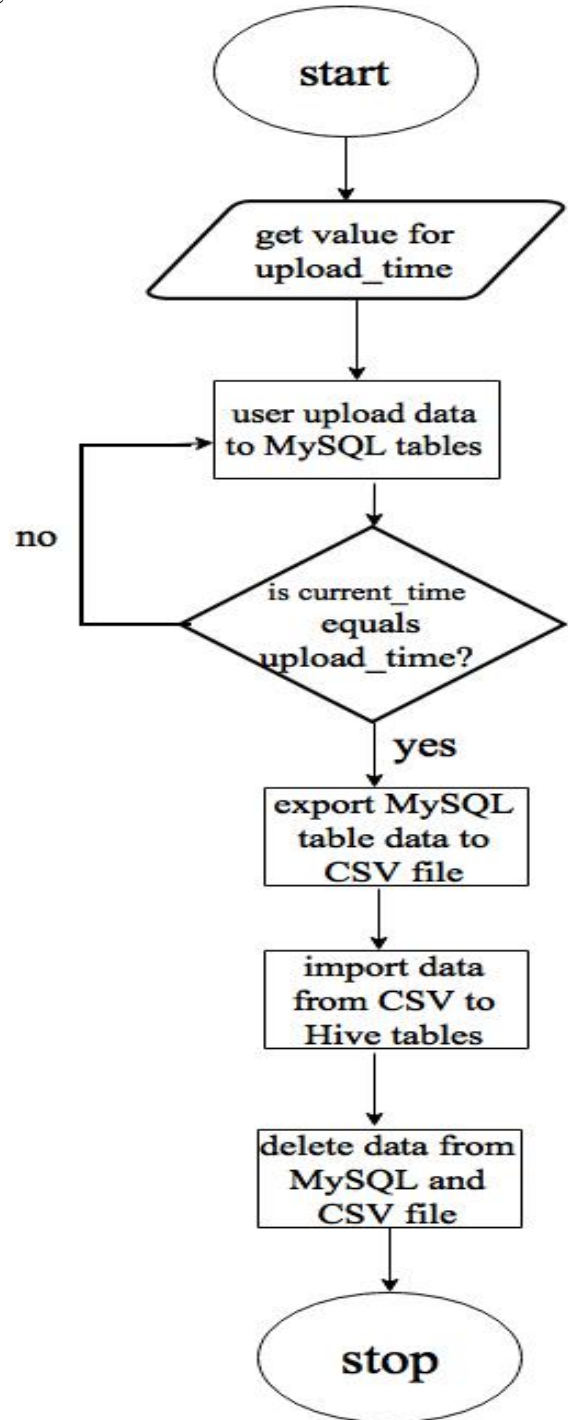 start
get value for
upload_time
user upload data
to MySQL tables
no
is current_time
equals
upload_time?
yes
export MySQL
table data to
CSV file
import data
from CSV to
Hive tables
delete data from
MySQL and
CSV file
stop